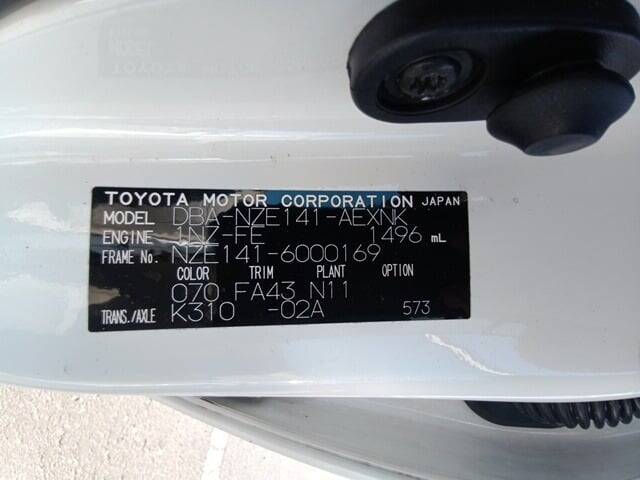 TOYOTA MOTOR CORPORATION JAPAN
MODEL DBA-NZE141-AEXNK
ENGINE 1NZ-FE 1496 mL
FRAME No. NZE141-6000169
COLOR TRIM PLANT OPTION
070 FA43 N11
TRANS./AXLE K310 -02A 573